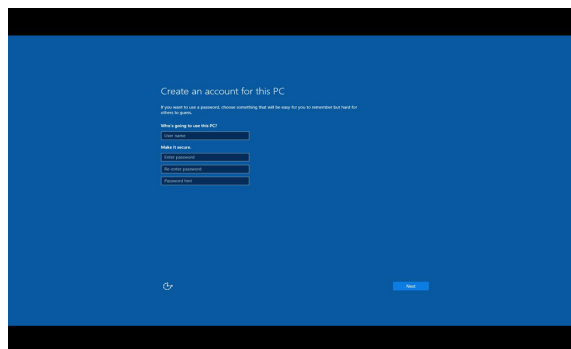 Create an account for this PC
If you want to use a password, choose something that will be easy for you to remember but hard for
others to guess.
Who's going to use this PC?
User name
Make it secure.
Enter password
Re-enter password
Password hint
Next